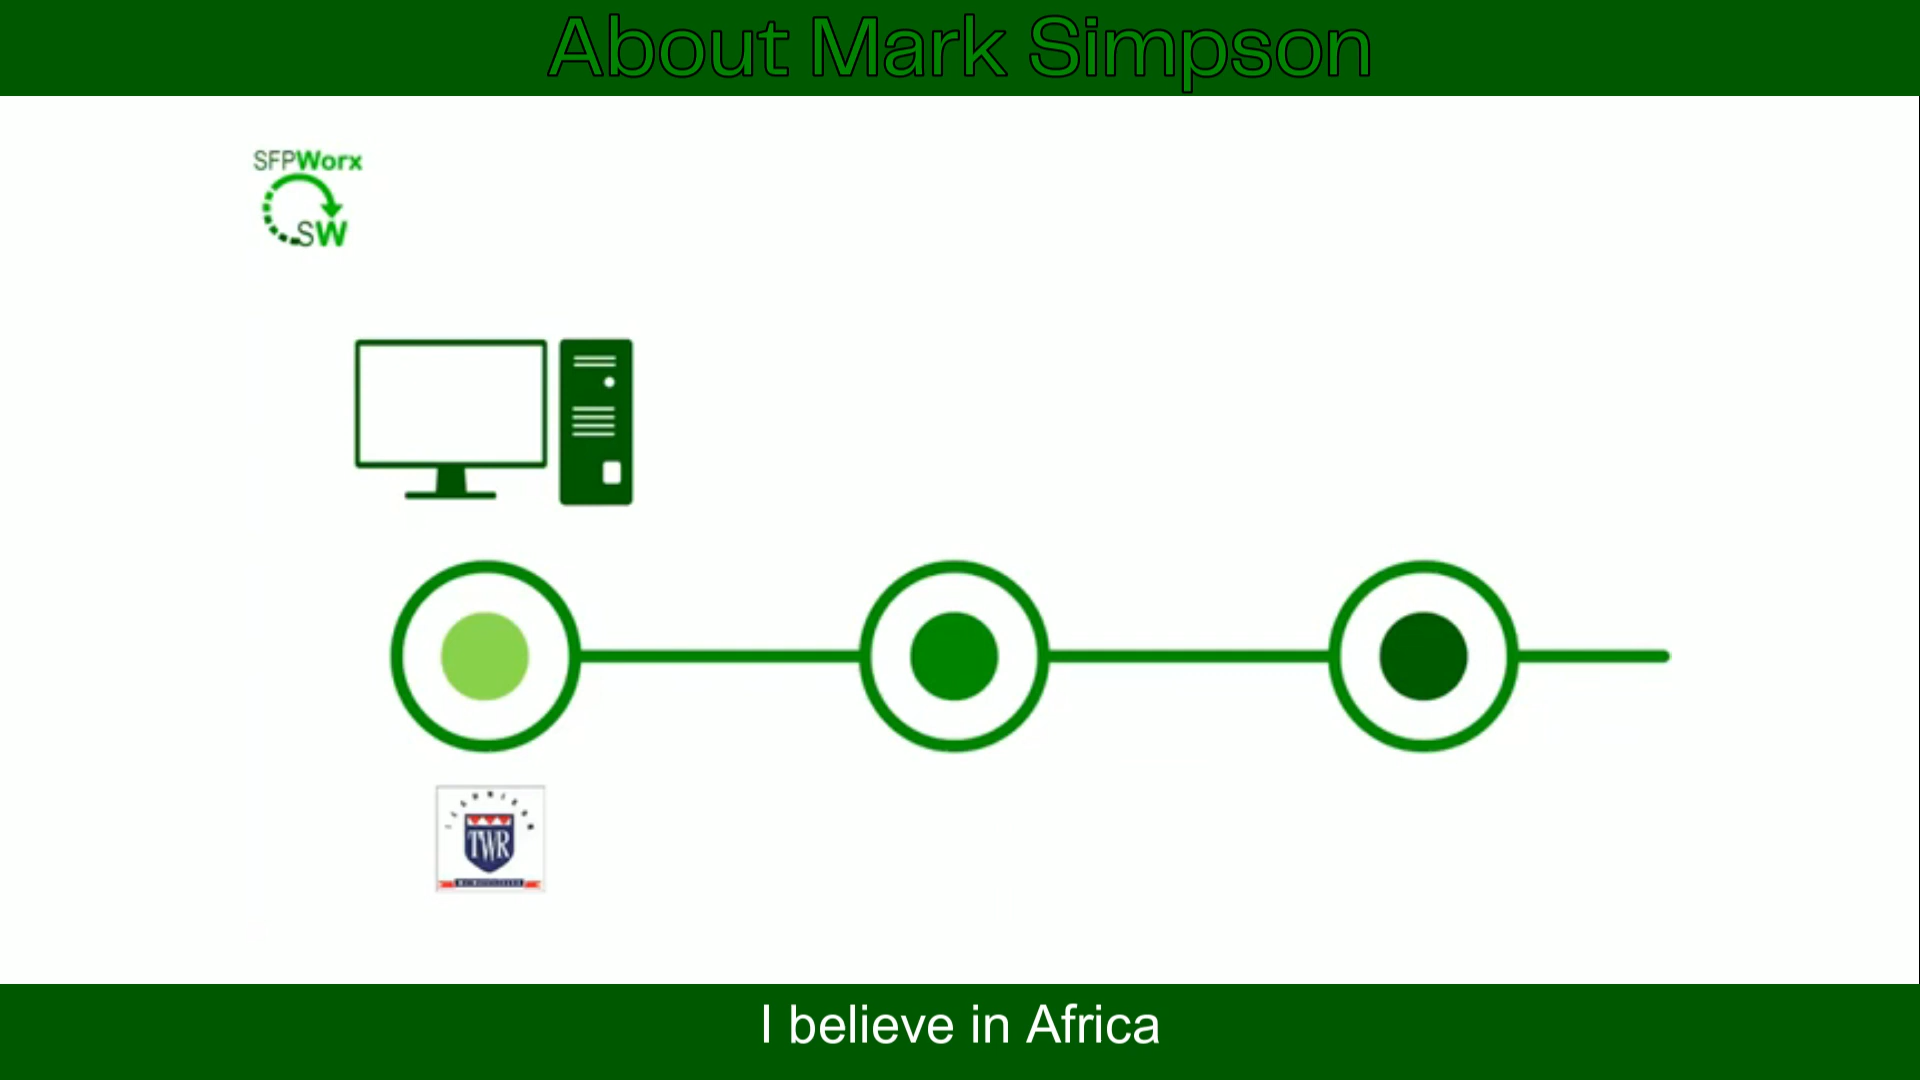 About Mark Simpson
SFPWorx
SW
TWR
I believe in Africa